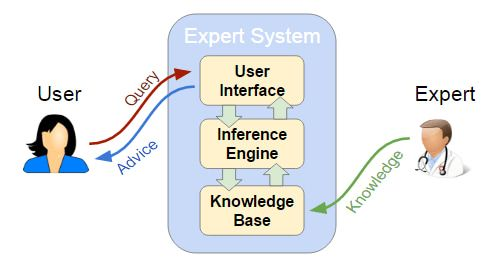 Expert System
User
Query
Advice
User
Interface
Inference
Engine
Knowledge
Base
Expert
Knowledge